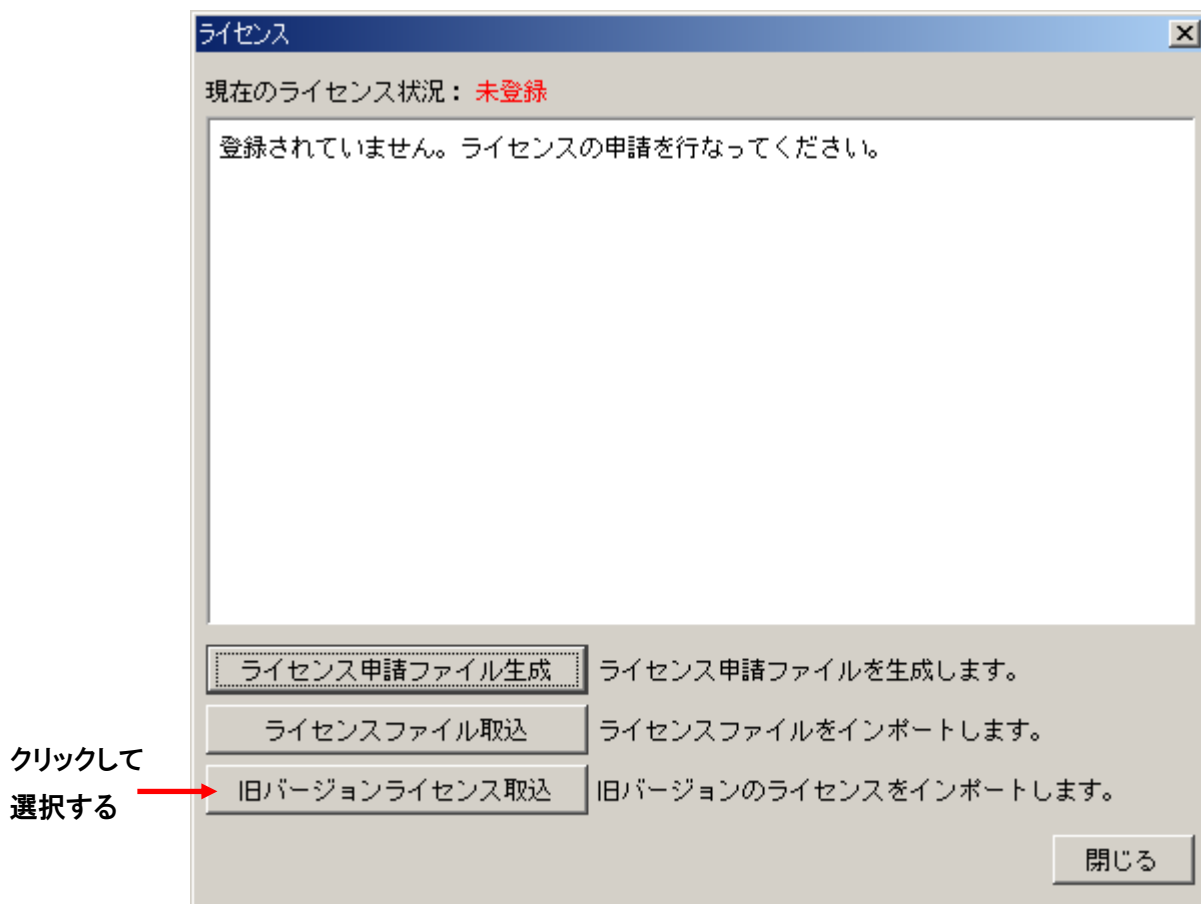 ライセンス
現在のライセンス状況： 未登録
登録されていません。ライセンスの申請を行なってください。
ライセンス申請ファイル生成 ライセンス申請ファイルを生成します。
ライセンスファイル取込 ライセンスファイルをインポートします。
クリックして
選択する
旧バージョンライセンス取込 旧バージョンのライセンスをインポートします。
閉じる